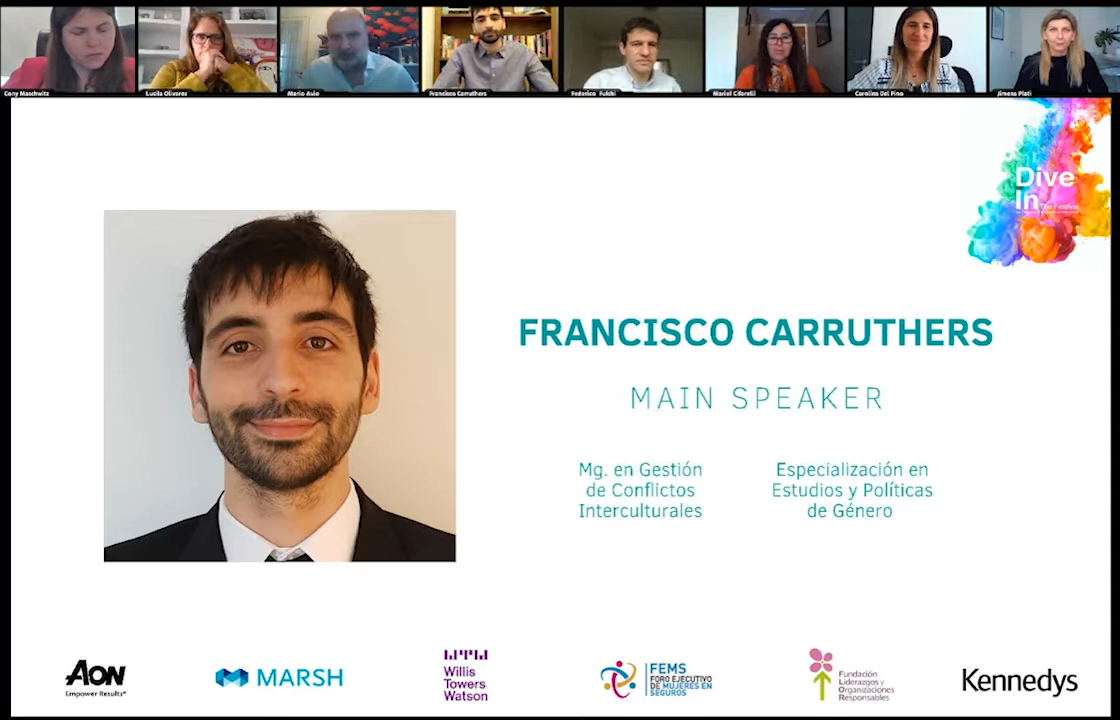 Cony Maschwitz
Lucila Olivares
Mario Avio
Francisco Carruthers
Federico Fulchi
Mariel Cifarelli
Carolina Del Pino
Jimena Plati
Dive
In The Festival
FRANCISCO CARRUTHERS
MAIN SPEAKER
Mg. en Gestión
de Conflictos
Interculturales
Especialización en
Estudios y Políticas
de Género
AON
Empower Results®
MARSH
Willis
Towers
Watson
FEMS
FORO EJECUTIVO
DE MUJERES EN
SEGUROS
Fundación
Liderazgos y
Organizaciones
Responsables
Kennedys